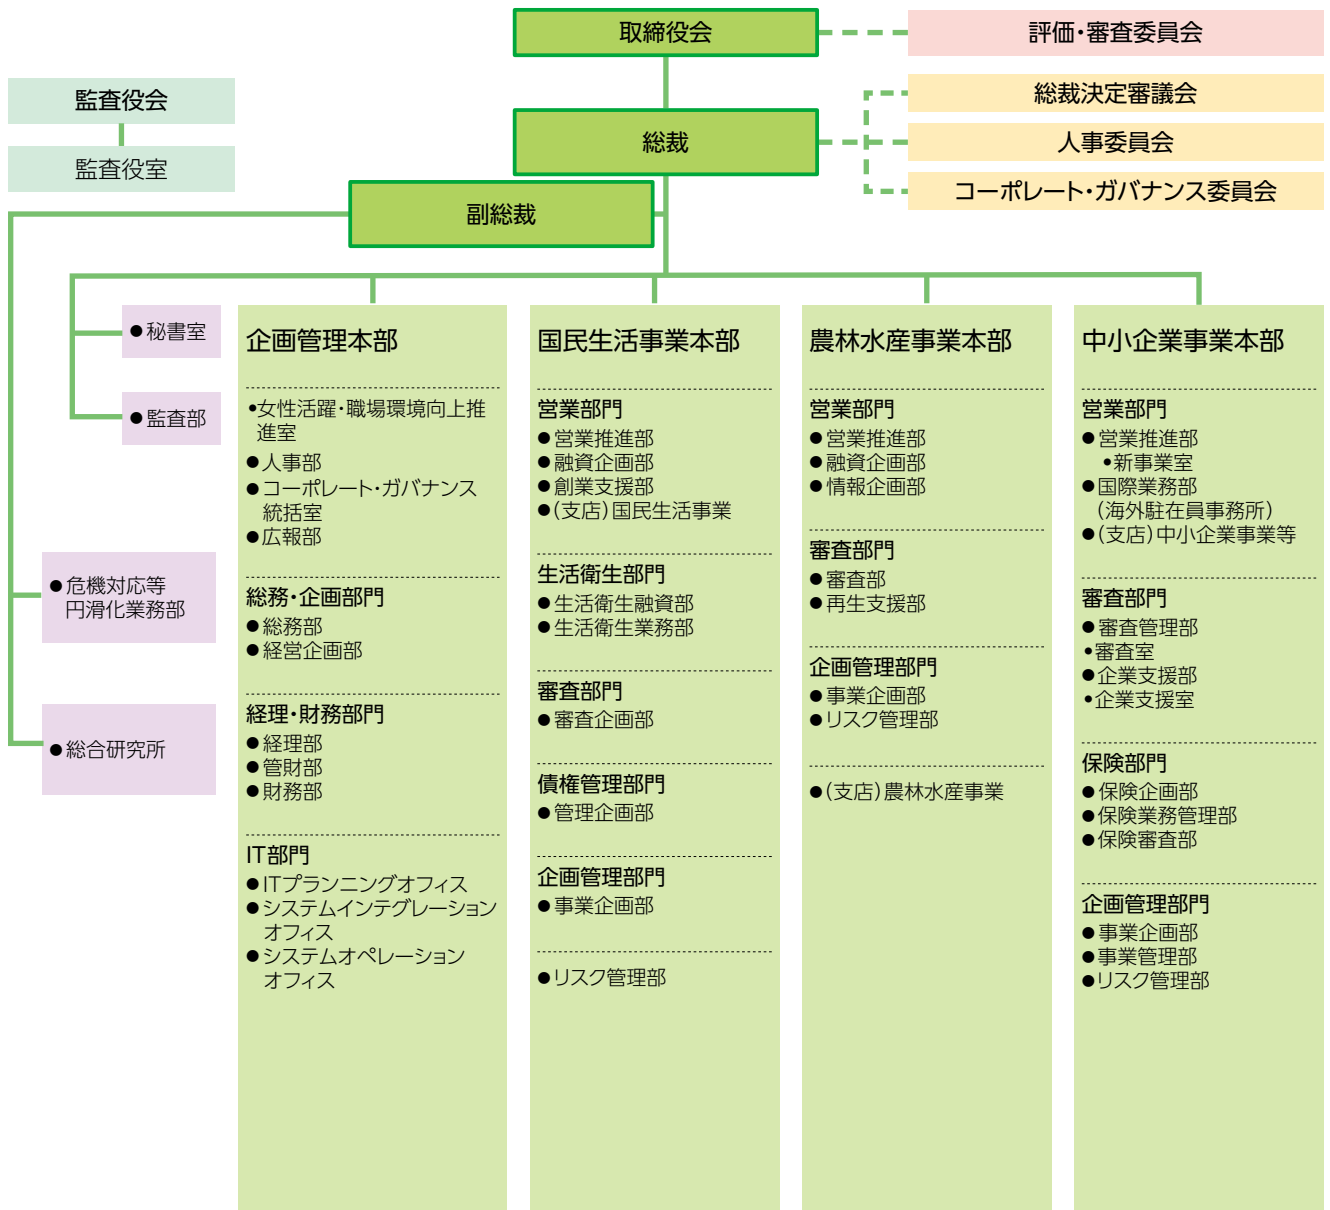 取締役会
評価・審査委員会
監査役会
監査役室
総裁
総裁決定審議会
人事委員会
コーポレート・ガバナンス委員会
副総裁
●秘書室
●監査部
●危機対応等
円滑化業務部
●総合研究所
企画管理本部
•女性活躍・職場環境向上推
進室
●人事部
●コーポレート・ガバナンス
統括室
●広報部
総務・企画部門
●総務部
●経営企画部
経理・財務部門
●経理部
●管財部
●財務部
IT部門
●ITプランニングオフィス
●システムインテグレーション
オフィス
●システムオペレーション
オフィス
国民生活事業本部
営業部門
●営業推進部
●融資企画部
●創業支援部
●(支店)国民生活事業
生活衛生部門
●生活衛生融資部
●生活衛生業務部
審査部門
●審査企画部
債権管理部門
●管理企画部
企画管理部門
●事業企画部
●リスク管理部
農林水産事業本部
営業部門
●営業推進部
●融資企画部
●情報企画部
審査部門
●審査部
●再生支援部
企画管理部門
●事業企画部
●リスク管理部
●(支店)農林水産事業
中小企業事業本部
営業部門
●営業推進部
•新事業室
●国際業務部
(海外駐在員事務所)
●(支店)中小企業事業等
審査部門
●審査管理部
•審査室
●企業支援部
•企業支援室
保険部門
●保険企画部
●保険業務管理部
●保険審査部
企画管理部門
●事業企画部
●事業管理部
●リスク管理部